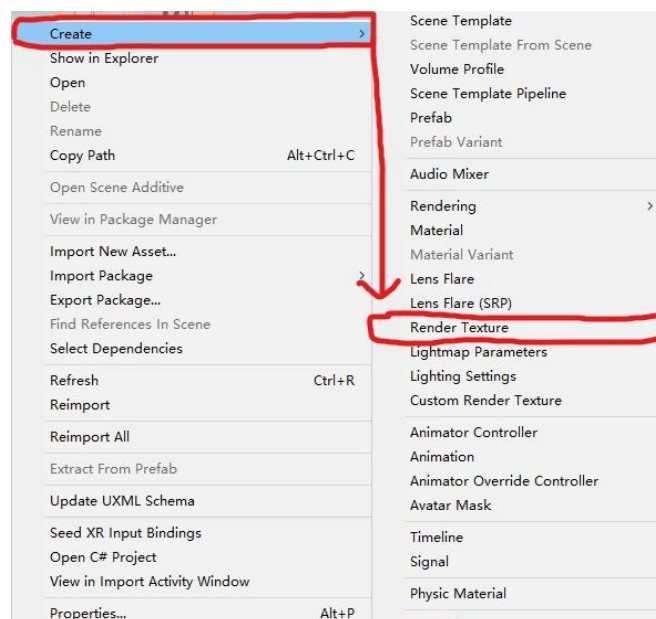 Create
Show in Explorer
Open
Delete
Rename
Copy Path Alt+Ctrl+C
Open Scene Additive
View in Package Manager
Import New Asset...
Import Package
Export Package...
Find References In Scene
Select Dependencies
Refresh Ctrl+R
Reimport
Reimport All
Extract From Prefab
Update UXML Schema
Seed XR Input Bindings
Open C# Project
View in Import Activity Window
Properties... Alt+P
Scene Template
Scene Template From Scene
Volume Profile
Scene Template Pipeline
Prefab
Prefab Variant
Audio Mixer
Rendering
Material
Material Variant
Lens Flare
Lens Flare (SRP)
Render Texture
Lightmap Parameters
Lighting Settings
Custom Render Texture
Animator Controller
Animation
Animator Override Controller
Avatar Mask
Timeline
Signal
Physic Material